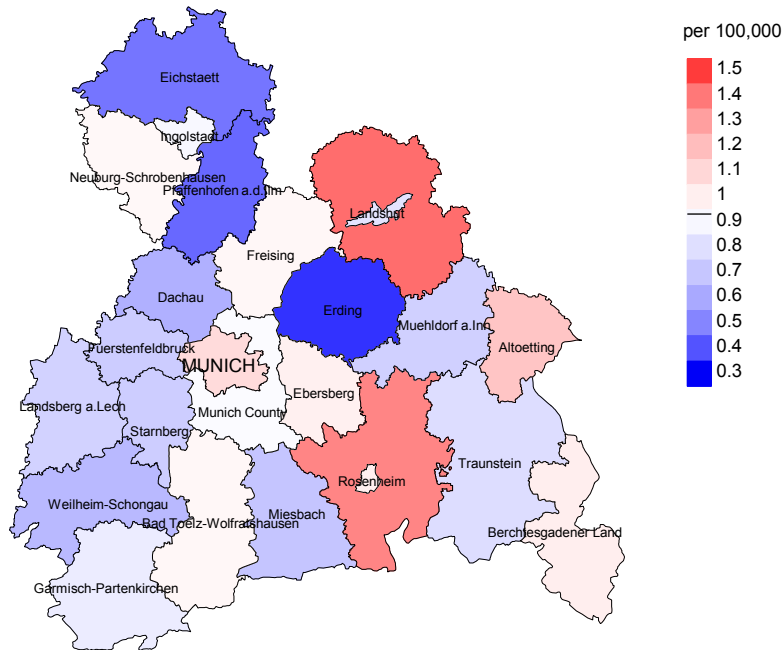 per 100,000
1.5
1.4
1.3
1.2
1.1
1
0.9
0.8
0.7
0.6
0.5
0.4
0.3
Eichstaett
Ingolstadt
Neuburg-Schrobenhausen
Pfaffenhofen a.d.Ilm
Landshst
Freising
Dachau
Erding
Muehldorf a.Inn
Fuerstenfeldbruck
Altoetting
MUNICH
Ebersberg
Landsberg a.Lech
Munich County
Starnberg
Traunstein
Rosenheim
Weilheim-Schongau
Miesbach
Bad Toelz-Wolfratshausen
Berchtesgadener Land
Garmisch-Partenkirchen